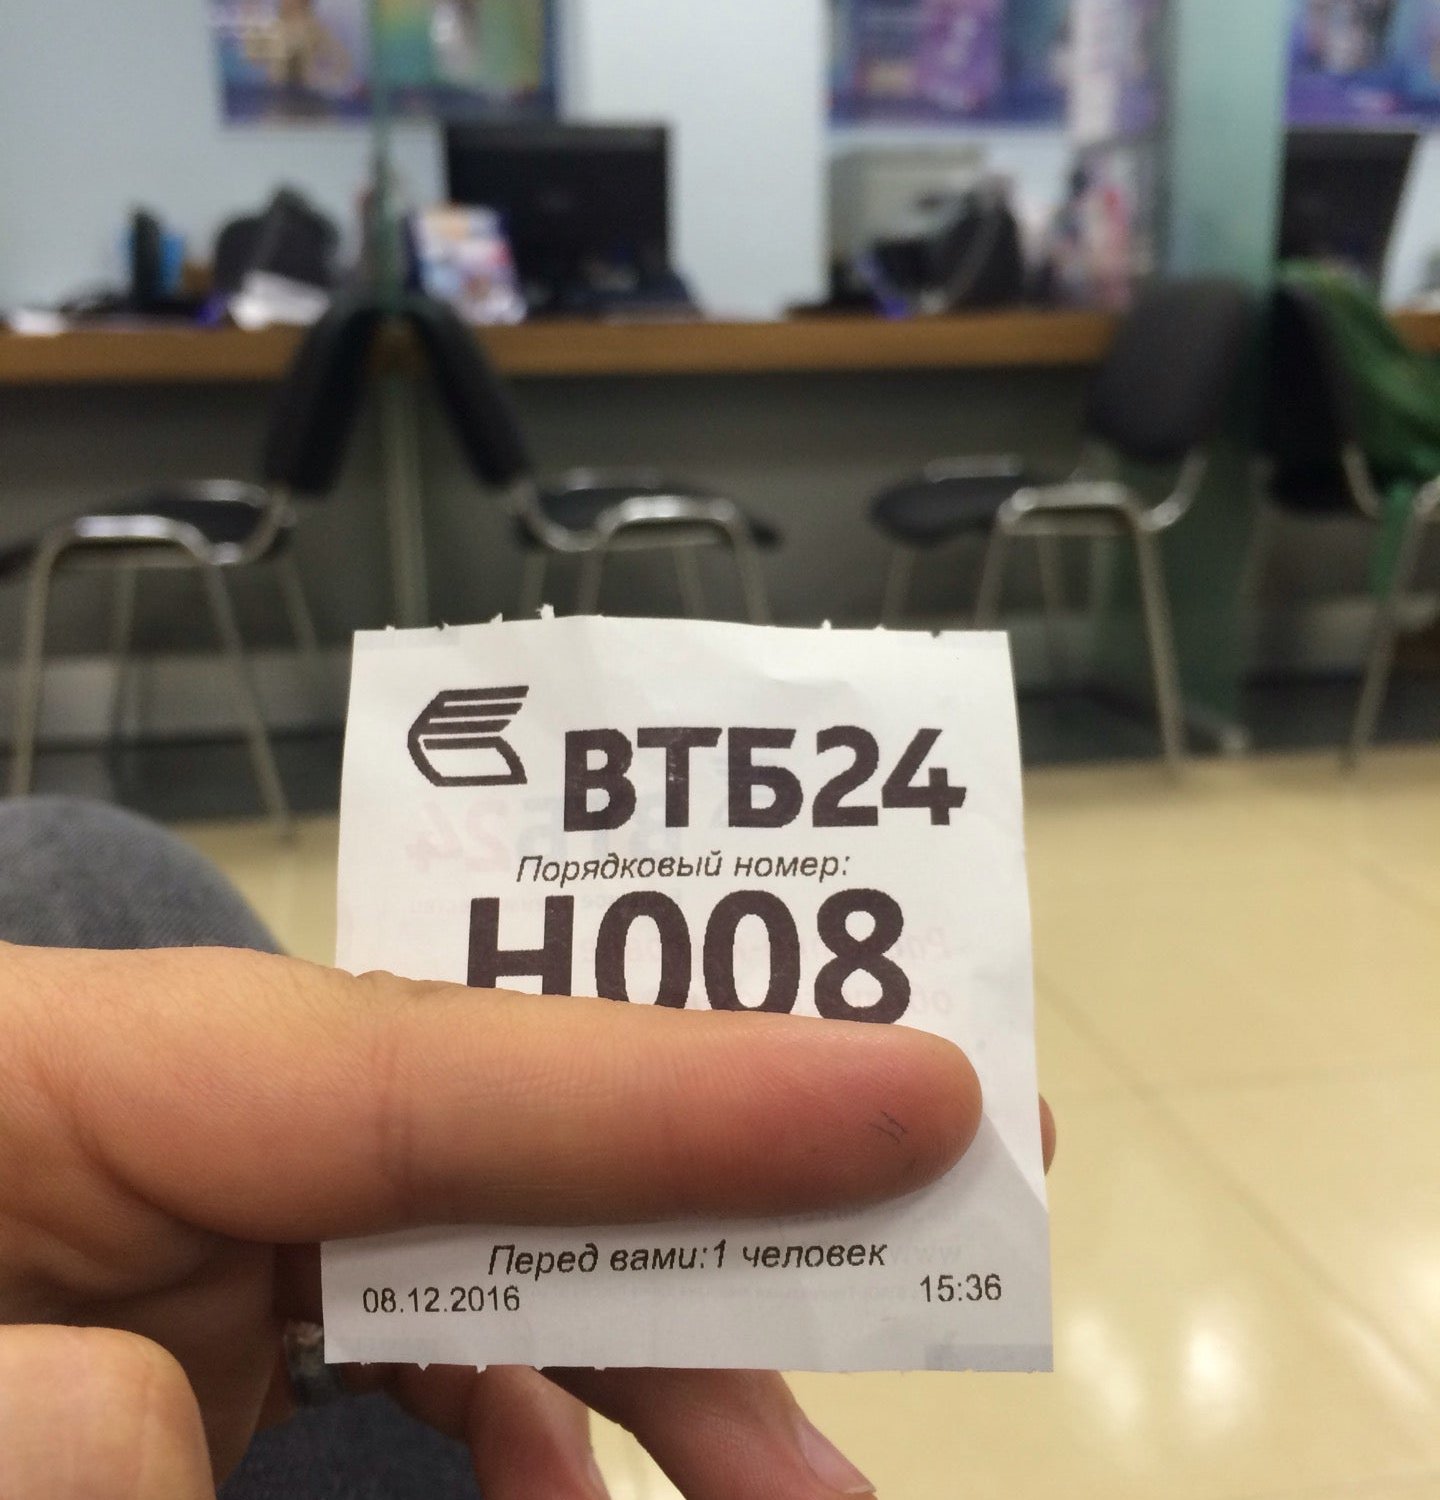 ВТБ24
Порядковый номер:
Н008
Перед вами:1 человек
08.12.2016 15:36